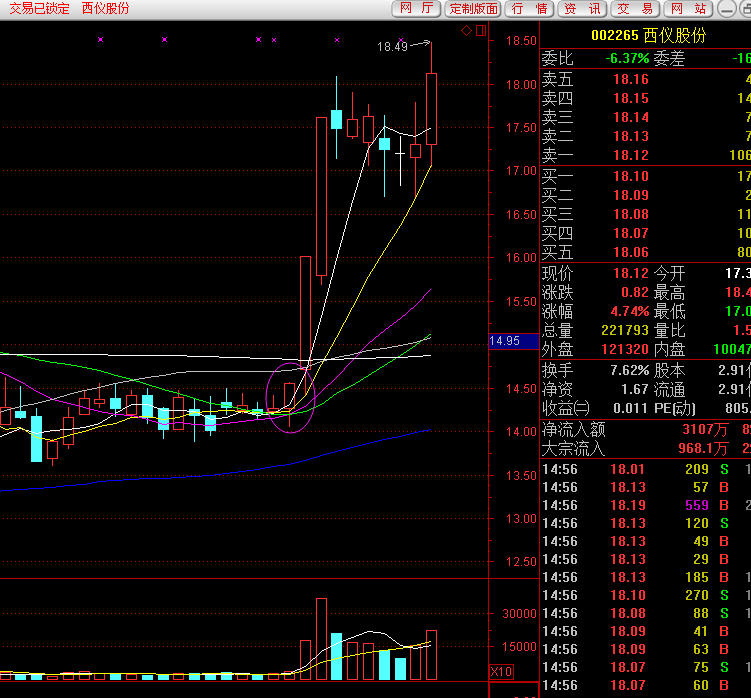 交易已锁定 西仪股份 网 厅 定制版面 行 情 资 讯 交 易 网 站
18.49
18.50
18.00
17.50
17.00
16.50
16.00
15.50
14.95
14.50
14.00
13.50
13.00
12.50
30000
15000
X10
002265 西仪股份
委比 -6.37% 委差 -16
卖五 18.16 4
卖四 18.15 14
卖三 18.14 7
卖二 18.13 7
卖一 18.12 106
买一 18.10 17
买二 18.09 2
买三 18.08 11
买四 18.07 10
买五 18.06 80
现价 18.12 今开 17.3
涨跌 0.82 最高 18.4
涨幅 4.74% 最低 17.0
总量 221793 量比 1.5
外盘 121320 内盘 10047
换手 7.62% 股本 2.91亿
净资 1.67 流通 2.91亿
收益㈢ 0.011 PE(动) 805.
净流入额 3107万
大宗流入 968.1万
14:56 18.01 209 S 1
14:56 18.13 57 B
14:56 18.19 559 B 2
14:56 18.13 120 S
14:56 18.13 49 B
14:56 18.13 29 B
14:56 18.13 185 B 1
14:56 18.10 270 S 1
14:56 18.08 88 S 1
14:56 18.09 41 B
14:56 18.09 63 B
14:56 18.07 75 S 1
14:56 18.07 60 B